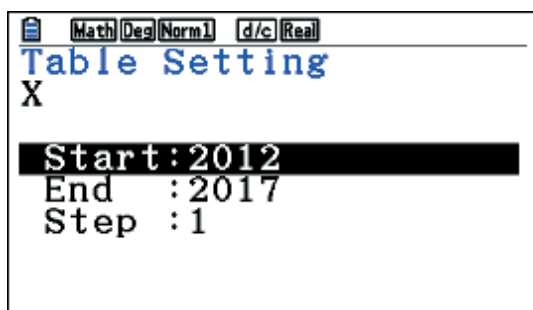 Math Deg Norm1 d/c Real
Table Setting
X
Start:2012
End :2017
Step :1